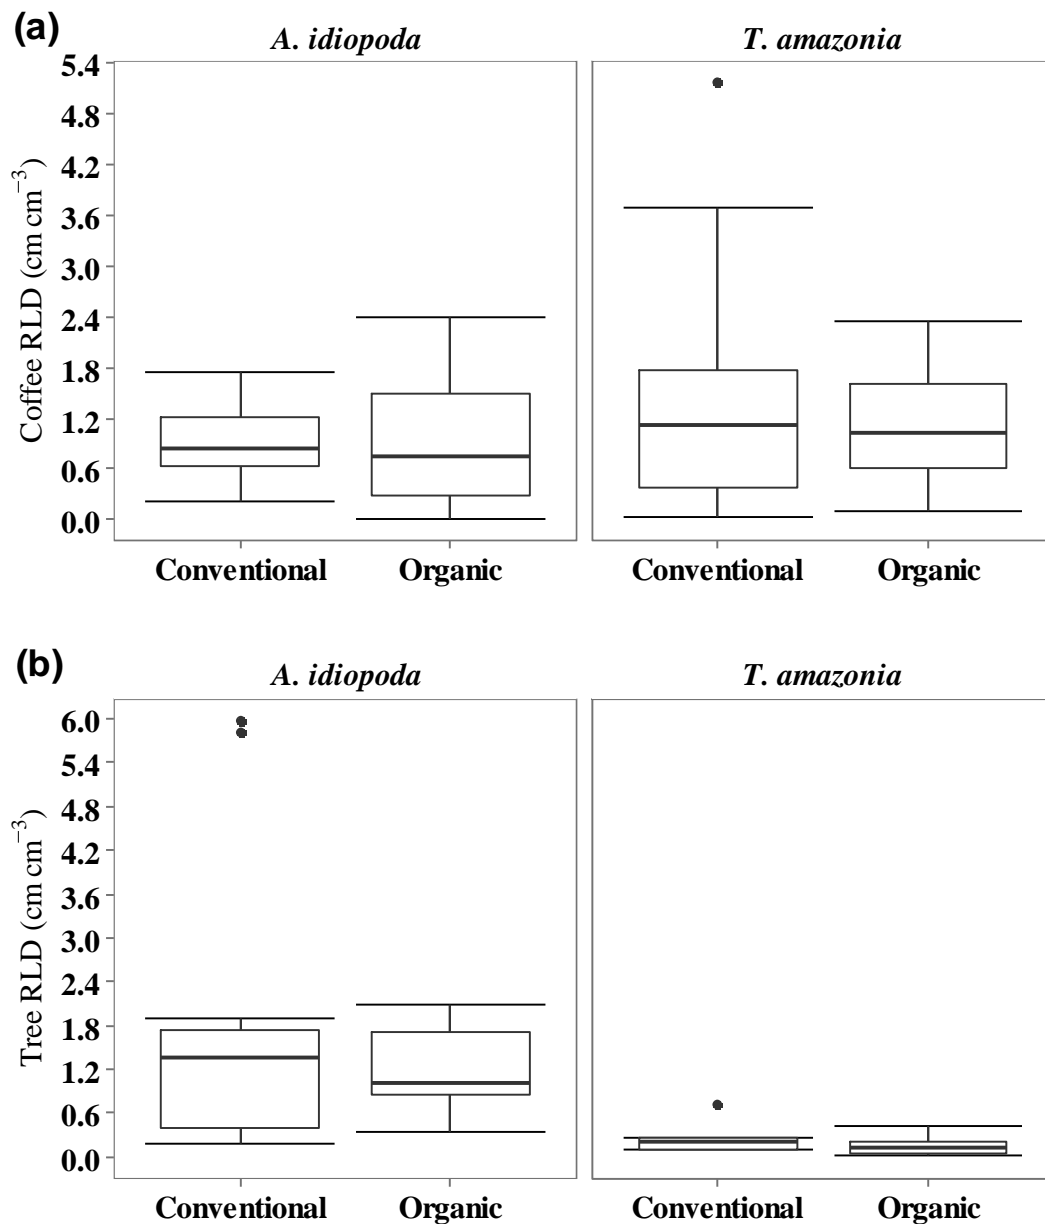 (a)
A. idiopoda T. amazonia
Coffee RLD (cm cm⁻³)
5.4
4.8
4.2
3.6
3.0
2.4
1.8
1.2
0.6
0.0
Conventional Organic Conventional Organic
(b)
A. idiopoda T. amazonia
Tree RLD (cm cm⁻³)
6.0
5.4
4.8
4.2
3.6
3.0
2.4
1.8
1.2
0.6
0.0
Conventional Organic Conventional Organic